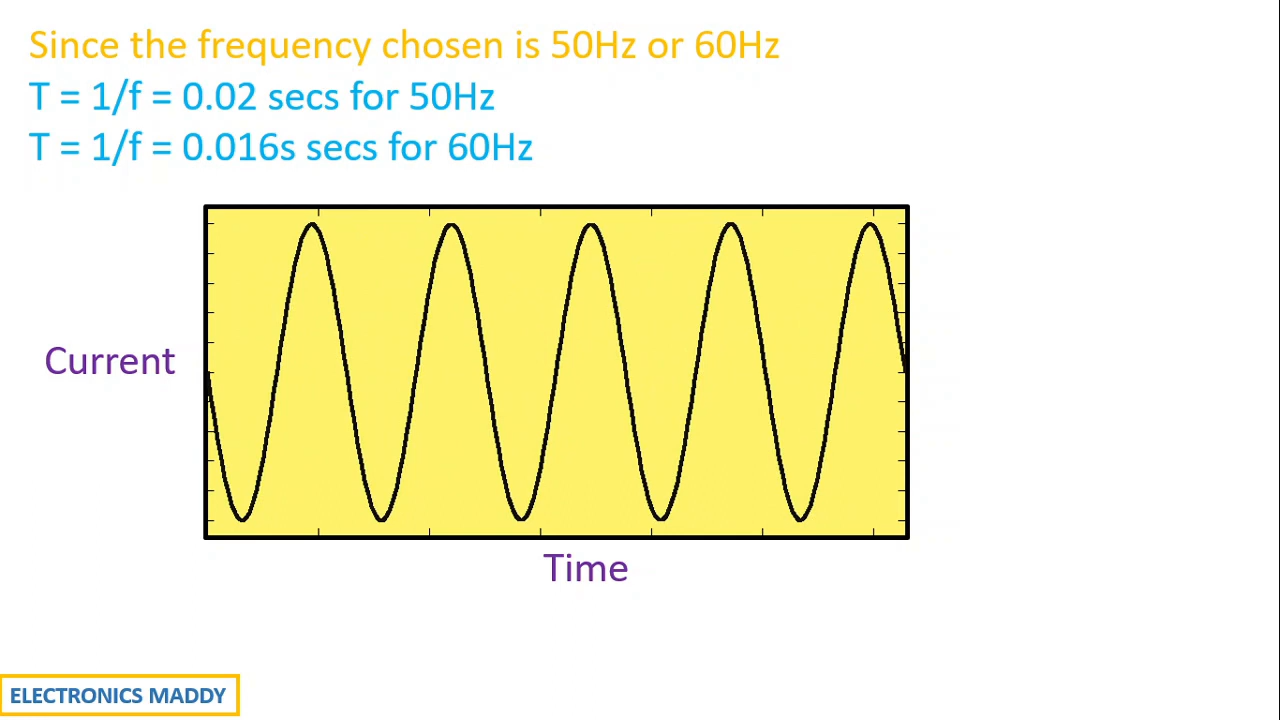 Since the frequency chosen is 50Hz or 60Hz
T = 1/f = 0.02 secs for 50Hz
T = 1/f = 0.016s secs for 60Hz
Current
Time
ELECTRONICS MADDY